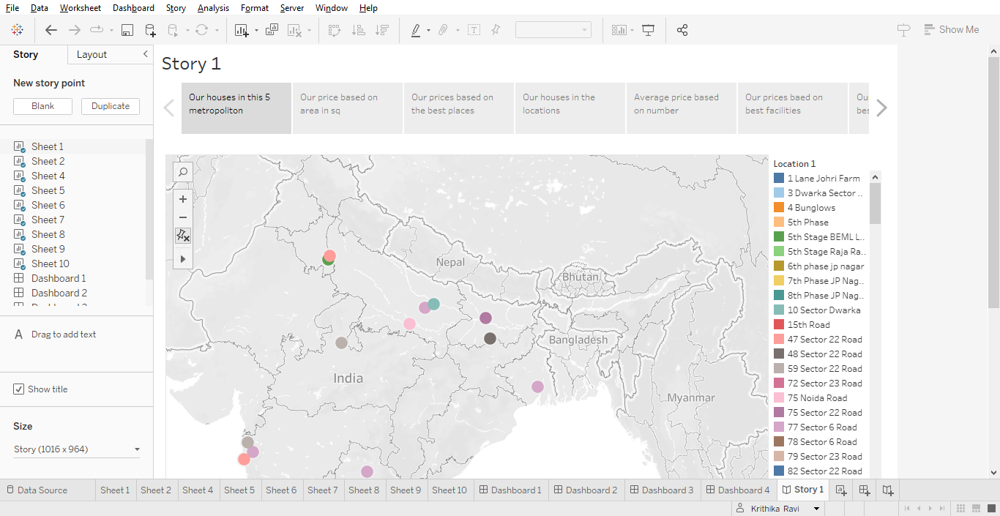 File Data Worksheet Dashboard Story Analysis Format Server Window Help
Show Me
Story Layout
New story point
Blank Duplicate
Sheet 1
Sheet 2
Sheet 4
Sheet 5
Sheet 6
Sheet 7
Sheet 8
Sheet 9
Sheet 10
Dashboard 1
Dashboard 2
A Drag to add text
Show title
Size
Story (1016 x 964)
Story 1
Our houses in this 5
metropoliton
Our price based on
area in sq
Our prices based on
the best places
Our houses in the
locations
Average price based
on number
Our prices baed on
best facilities
Nepal
Bhutan
Bangladesh
India
Myanmar
Location 1
1 Lane Johri Farm
3 Dwarka Sector ..
4 Bunglows
5th Phase
5th Stage BEML L..
5th Stage Raja Ra..
6th phase jp nagar
7th Phase JP Nag..
8th Phase JP Nag..
10 Sector Dwarka
15th Road
47 Sector 22 Road
48 Sector 22 Road
59 Sector 22 Road
72 Sector 23 Road
75 Noida Road
75 Sector 22 Road
77 Sector 6 Road
78 Sector 6 Road
79 Sector 23 Road
82 Sector 22 Road
Data Source Sheet 1 Sheet 2 Sheet 4 Sheet 5 Sheet 6 Sheet 7 Sheet 8 Sheet 9 Sheet 10 Dashboard 1 Dashboard 2 Dashboard 3 Dashboard 4 Story 1
Krithika Ravi